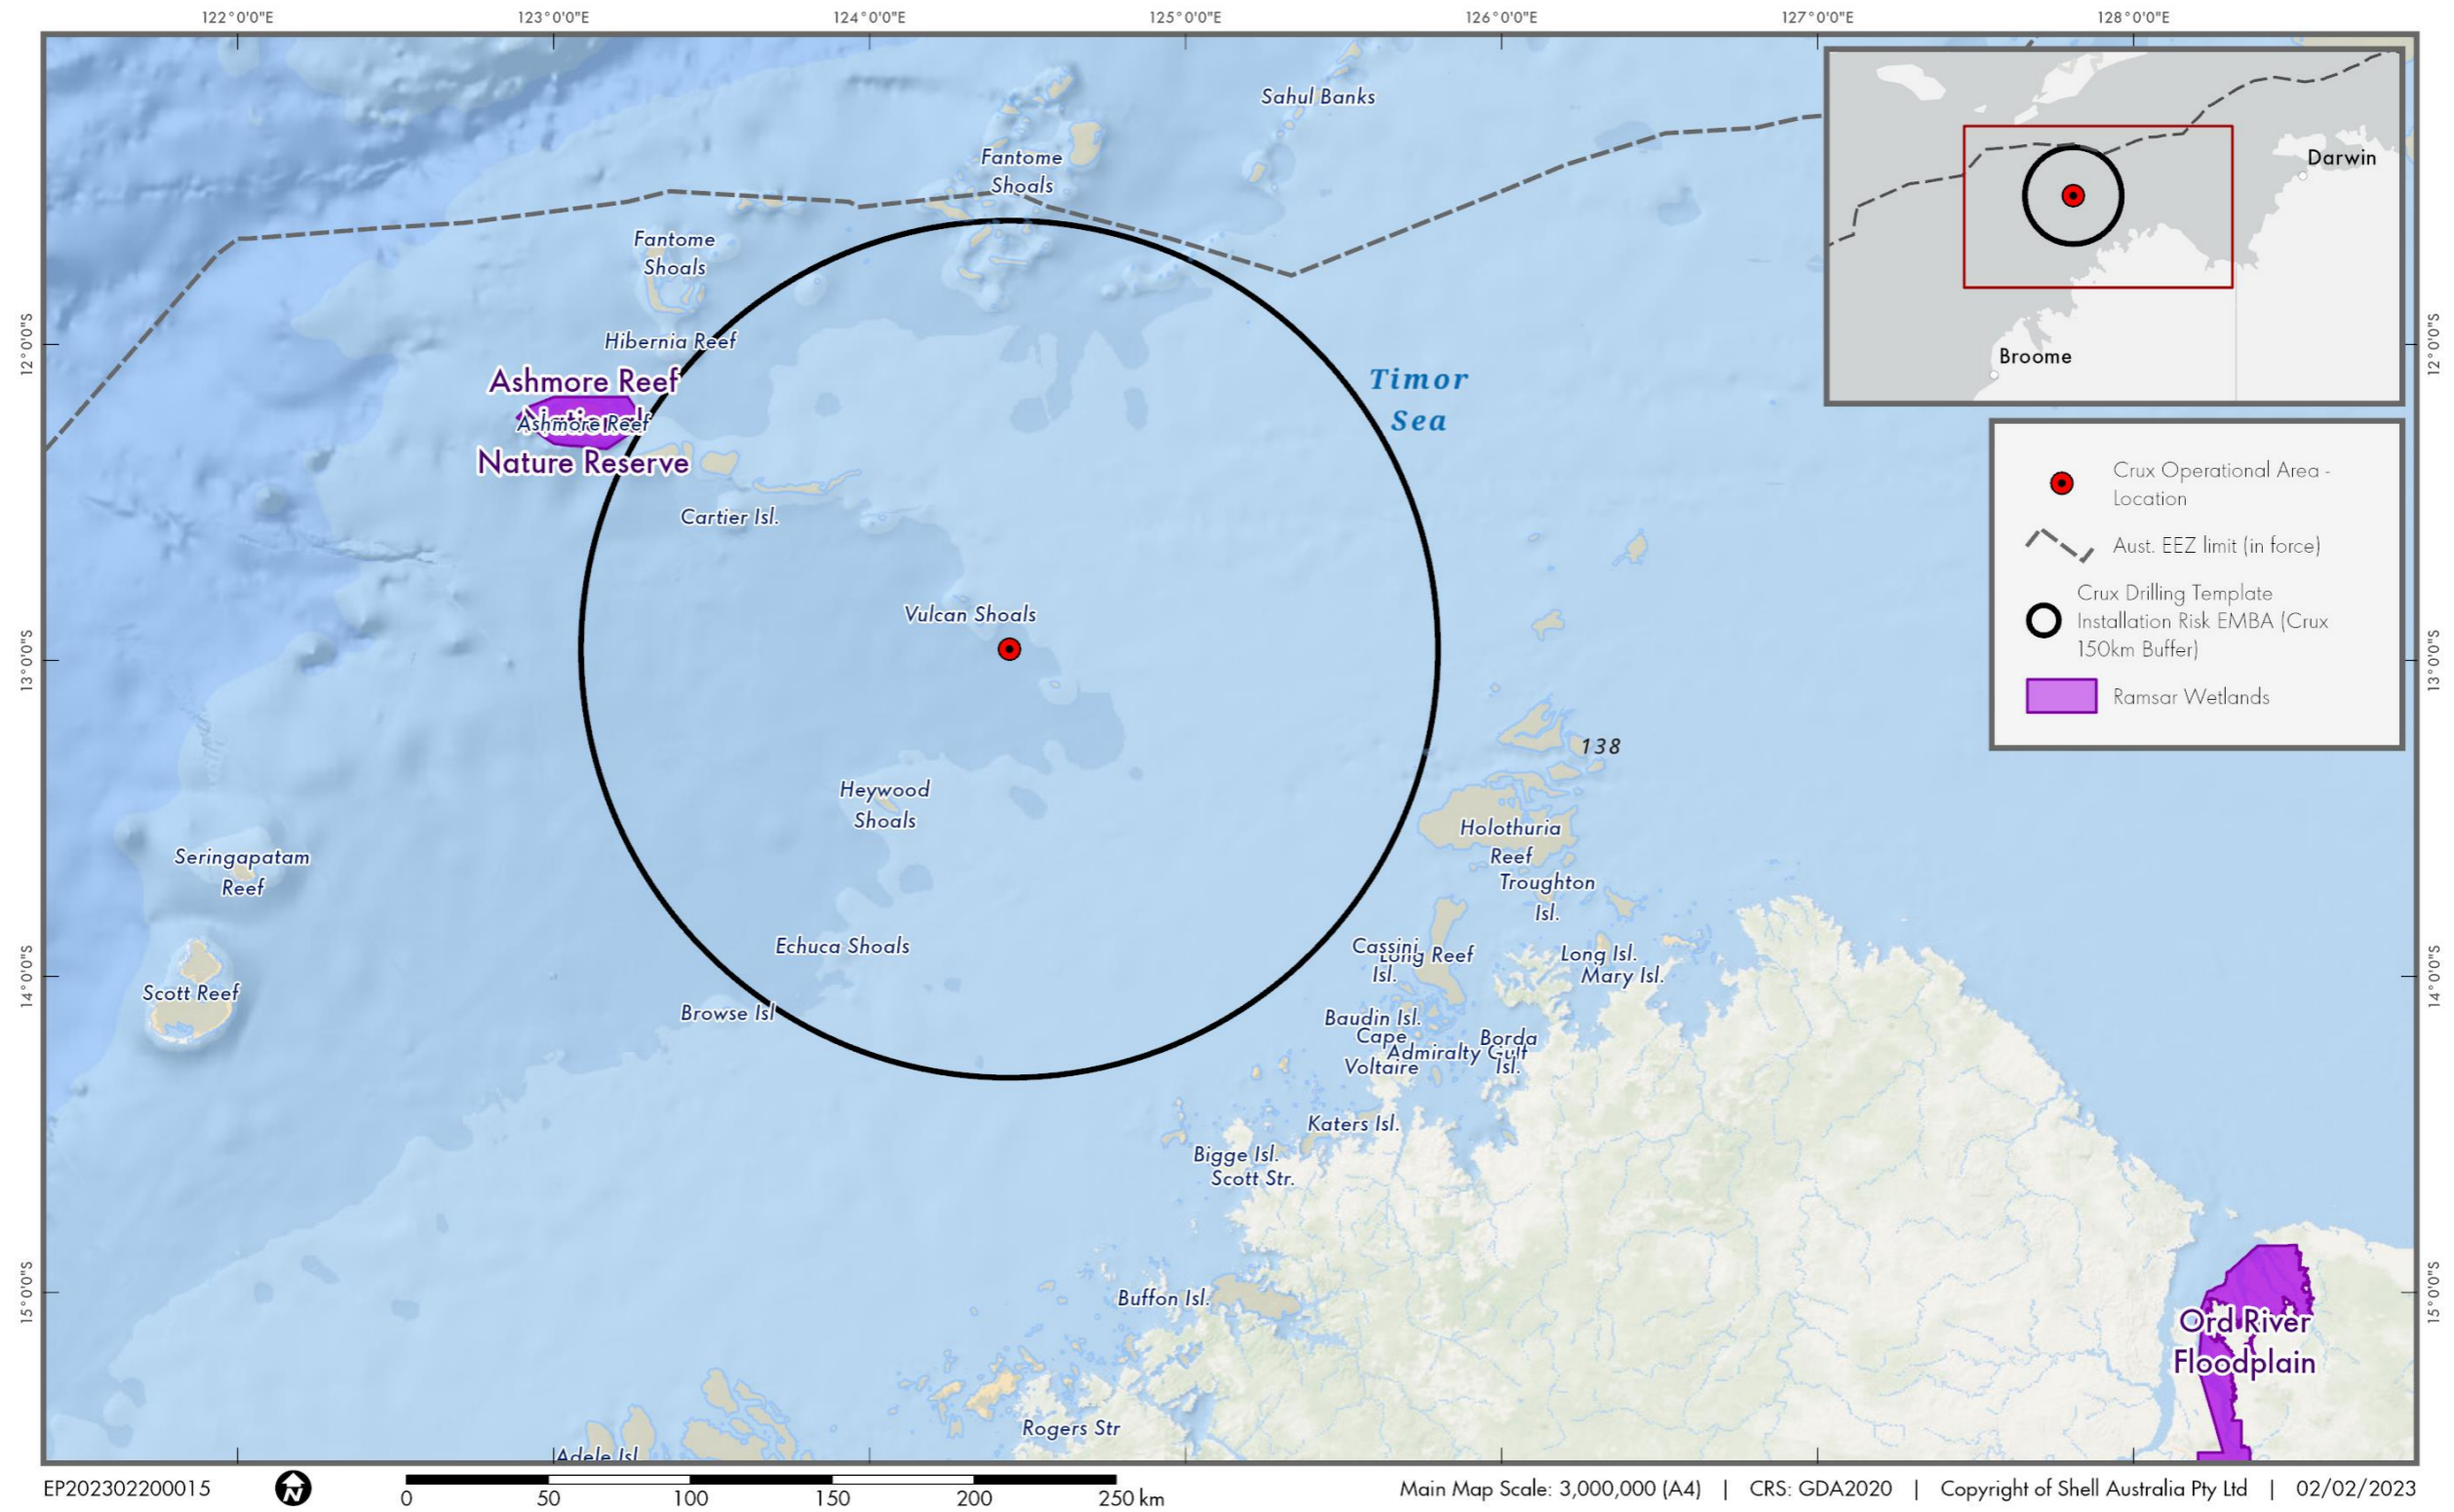 122°0'0"E
123°0'0"E
124°0'0"E
125°0'0"E
126°0'0"E
127°0'0"E
128°0'0"E
12°0'0"S
13°0'0"S
14°0'0"S
15°0'0"S
12°0'0"S
13°0'0"S
14°0'0"S
15°0'0"S
Sahul Banks
Fantome
Shoals
Fantome
Shoals
Hibernia Reef
Ashmore Reef
Ashmore Reef
Nature Reserve
Cartier Isl.
Timor
Sea
Vulcan Shoals
138
Heywood
Shoals
Holothuria
Reef
Seringapatam
Reef
Troughton
Isl.
Echuca Shoals
Cassini
Isl.
Long Reef
Long Isl.
Mary Isl.
Scott Reef
Browse Isl
Baudin Isl.
Cape
Voltaire
Admiralty Gulf
Borda
Isl.
Katers Isl.
Bigge Isl.
Scott Str.
Buffon Isl.
Ord River
Floodplain
Rogers Str
Adele Isl
Darwin
Broome
Crux Operational Area -
Location
Aust. EEZ limit (in force)
Crux Drilling Template
Installation Risk EMBA (Crux
150km Buffer)
Ramsar Wetlands
EP202302200015
N
0 50 100 150 200 250 km
Main Map Scale: 3,000,000 (A4) | CRS: GDA2020 | Copyright of Shell Australia Pty Ltd | 02/02/2023